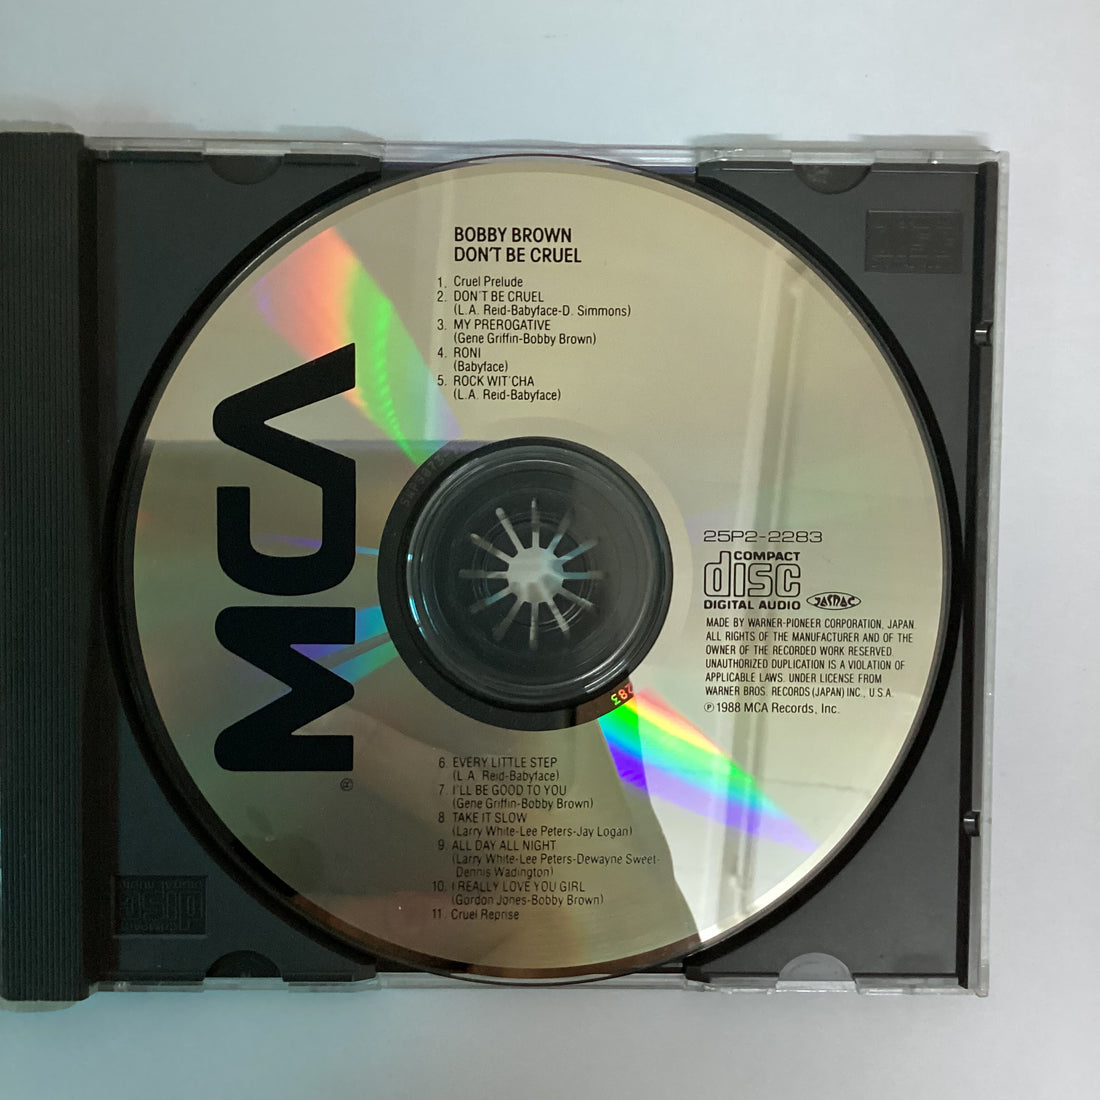 BOBBY BROWN
DON'T BE CRUEL
1. Cruel Prelude
2. DON'T BE CRUEL
(L.A. Reid-Babyface-D. Simmons)
3. MY PREROGATIVE
(Gene Griffin-Bobby Brown)
4. RONI
(Babyface)
5. ROCK WIT'CHA
(L.A. Reid-Babyface)
MCA
®
25P2-2283
COMPACT
disc
DIGITAL AUDIO
JASRAC
MADE BY WARNER-PIONEER CORPORATION, JAPAN.
ALL RIGHTS OF THE MANUFACTURER AND OF THE
OWNER OF THE RECORDED WORK RESERVED.
UNAUTHORIZED DUPLICATION IS A VIOLATION OF
APPLICABLE LAWS. UNDER LICENSE FROM
WARNER BROS. RECORDS (JAPAN) INC., U.S.A.
℗1988 MCA Records, Inc.
6. EVERY LITTLE STEP
(L.A. Reid-Babyface)
7. I'LL BE GOOD TO YOU
(Gene Griffin-Bobby Brown)
8 TAKE IT SLOW
(Larry White-Lee Peters-Jay Logan)
9. ALL DAY ALL NIGHT
(Larry White-Lee Peters-Dewayne Sweet-
Dennis Wadington)
10. I REALLY LOVE YOU GIRL
(Gordon Jones-Bobby Brown)
11. Cruel Reprise
COMPACT
disc
DIGITAL AUDIO